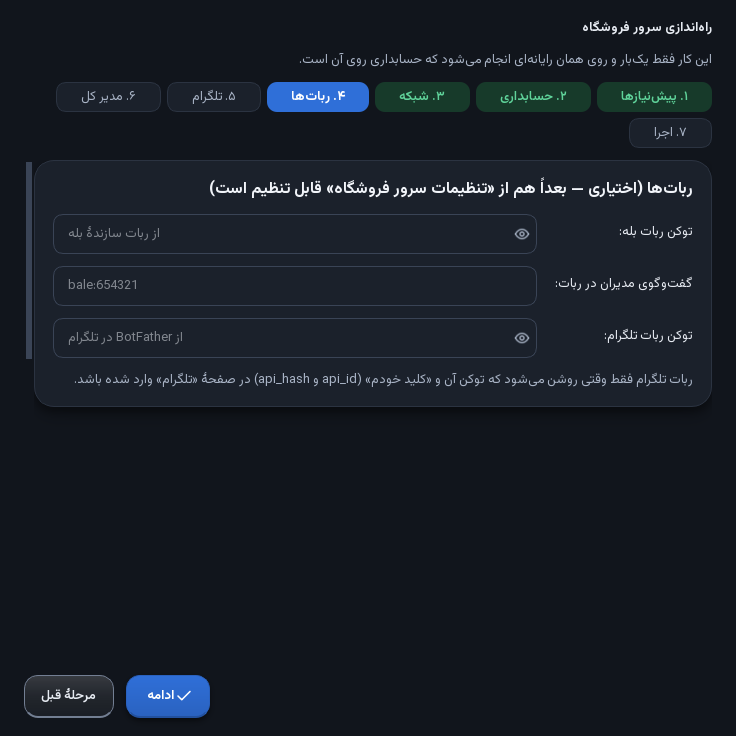 راه‌اندازی سرور فروشگاه
این کار فقط یک‌بار و روی همان رایانه‌ای انجام می‌شود که حسابداری روی آن است.
۱. پیش‌نیازها
۲. حسابداری
۳. شبکه
۴. ربات‌ها
۵. تلگرام
۶. مدیر کل
۷. اجرا
ربات‌ها (اختیاری — بعداً هم از «تنظیمات سرور فروشگاه» قابل تنظیم است)
توکن ربات بله:
از ربات سازندهٔ بله
گفت‌وگوی مدیران در ربات:
bale:654321
توکن ربات تلگرام:
از BotFather در تلگرام
ربات تلگرام فقط وقتی روشن می‌شود که توکن آن و «کلید خودم» (api_id و api_hash) در صفحهٔ «تلگرام» وارد شده باشد.
ادامه
مرحلهٔ قبل